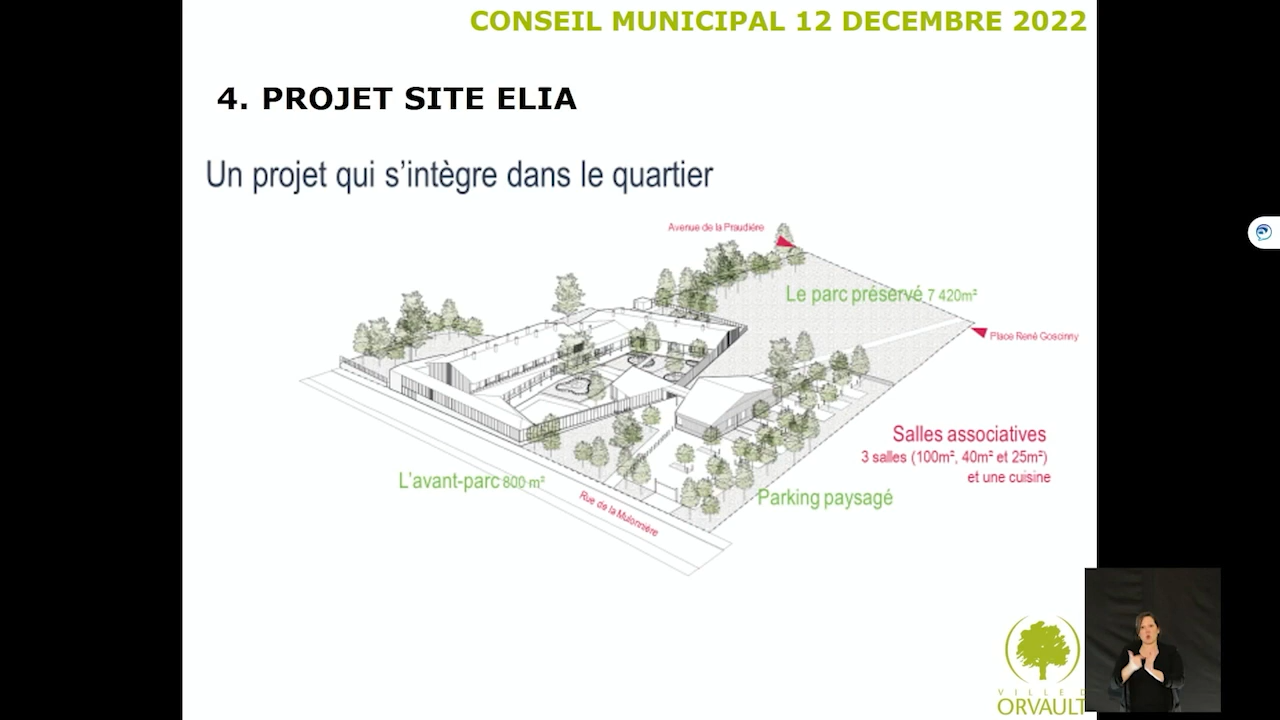 CONSEIL MUNICIPAL 12 DECEMBRE 2022
4. PROJET SITE ELIA
Un projet qui s'intègre dans le quartier
Avenue de la Praudière
Le parc préservé 7 420m²
Place René Goscinny
Salles associatives
3 salles (100m², 40m² et 25m²)
et une cuisine
L'avant-parc 800 m²
Parking paysagé
Rue de la Mulonnière
VILLE D
ORVAULT